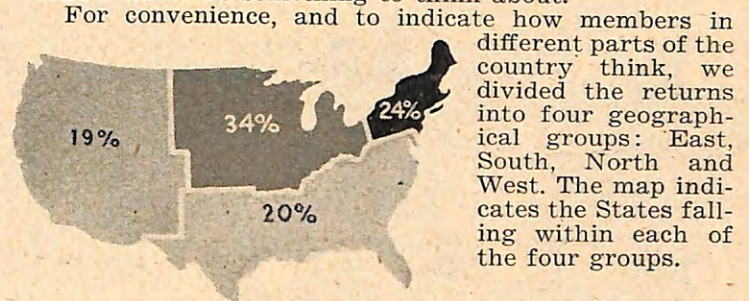 For convenience, and to indicate how members in
different parts of the
country think, we
divided the returns
into four geograph-
ical groups: East,
South, North and
West. The map indi-
cates the States fall-
ing within each of
the four groups.
19%
34%
24%
20%